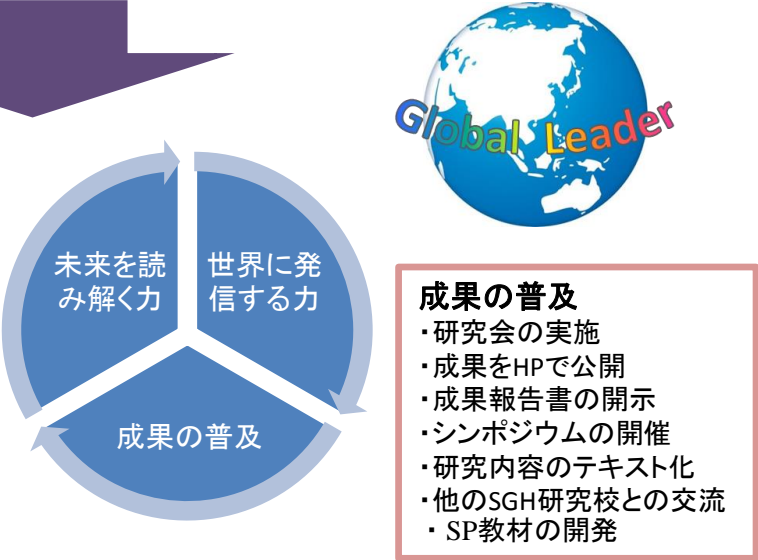 Global Leader
未来を読
み解く力
世界に発
信する力
成果の普及
成果の普及
・研究会の実施
・成果をHPで公開
・成果報告書の開示
・シンポジウムの開催
・研究内容のテキスト化
・他のSGH研究校との交流
・SP教材の開発